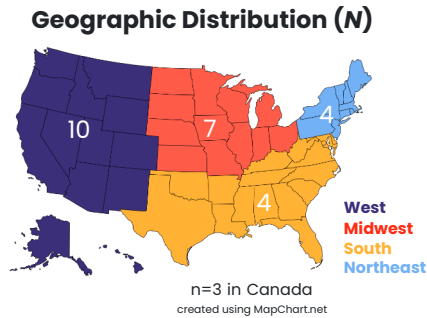 Geographic Distribution (N)
10
7
4
4
West
Midwest
South
Northeast
n=3 in Canada
created using MapChart.net